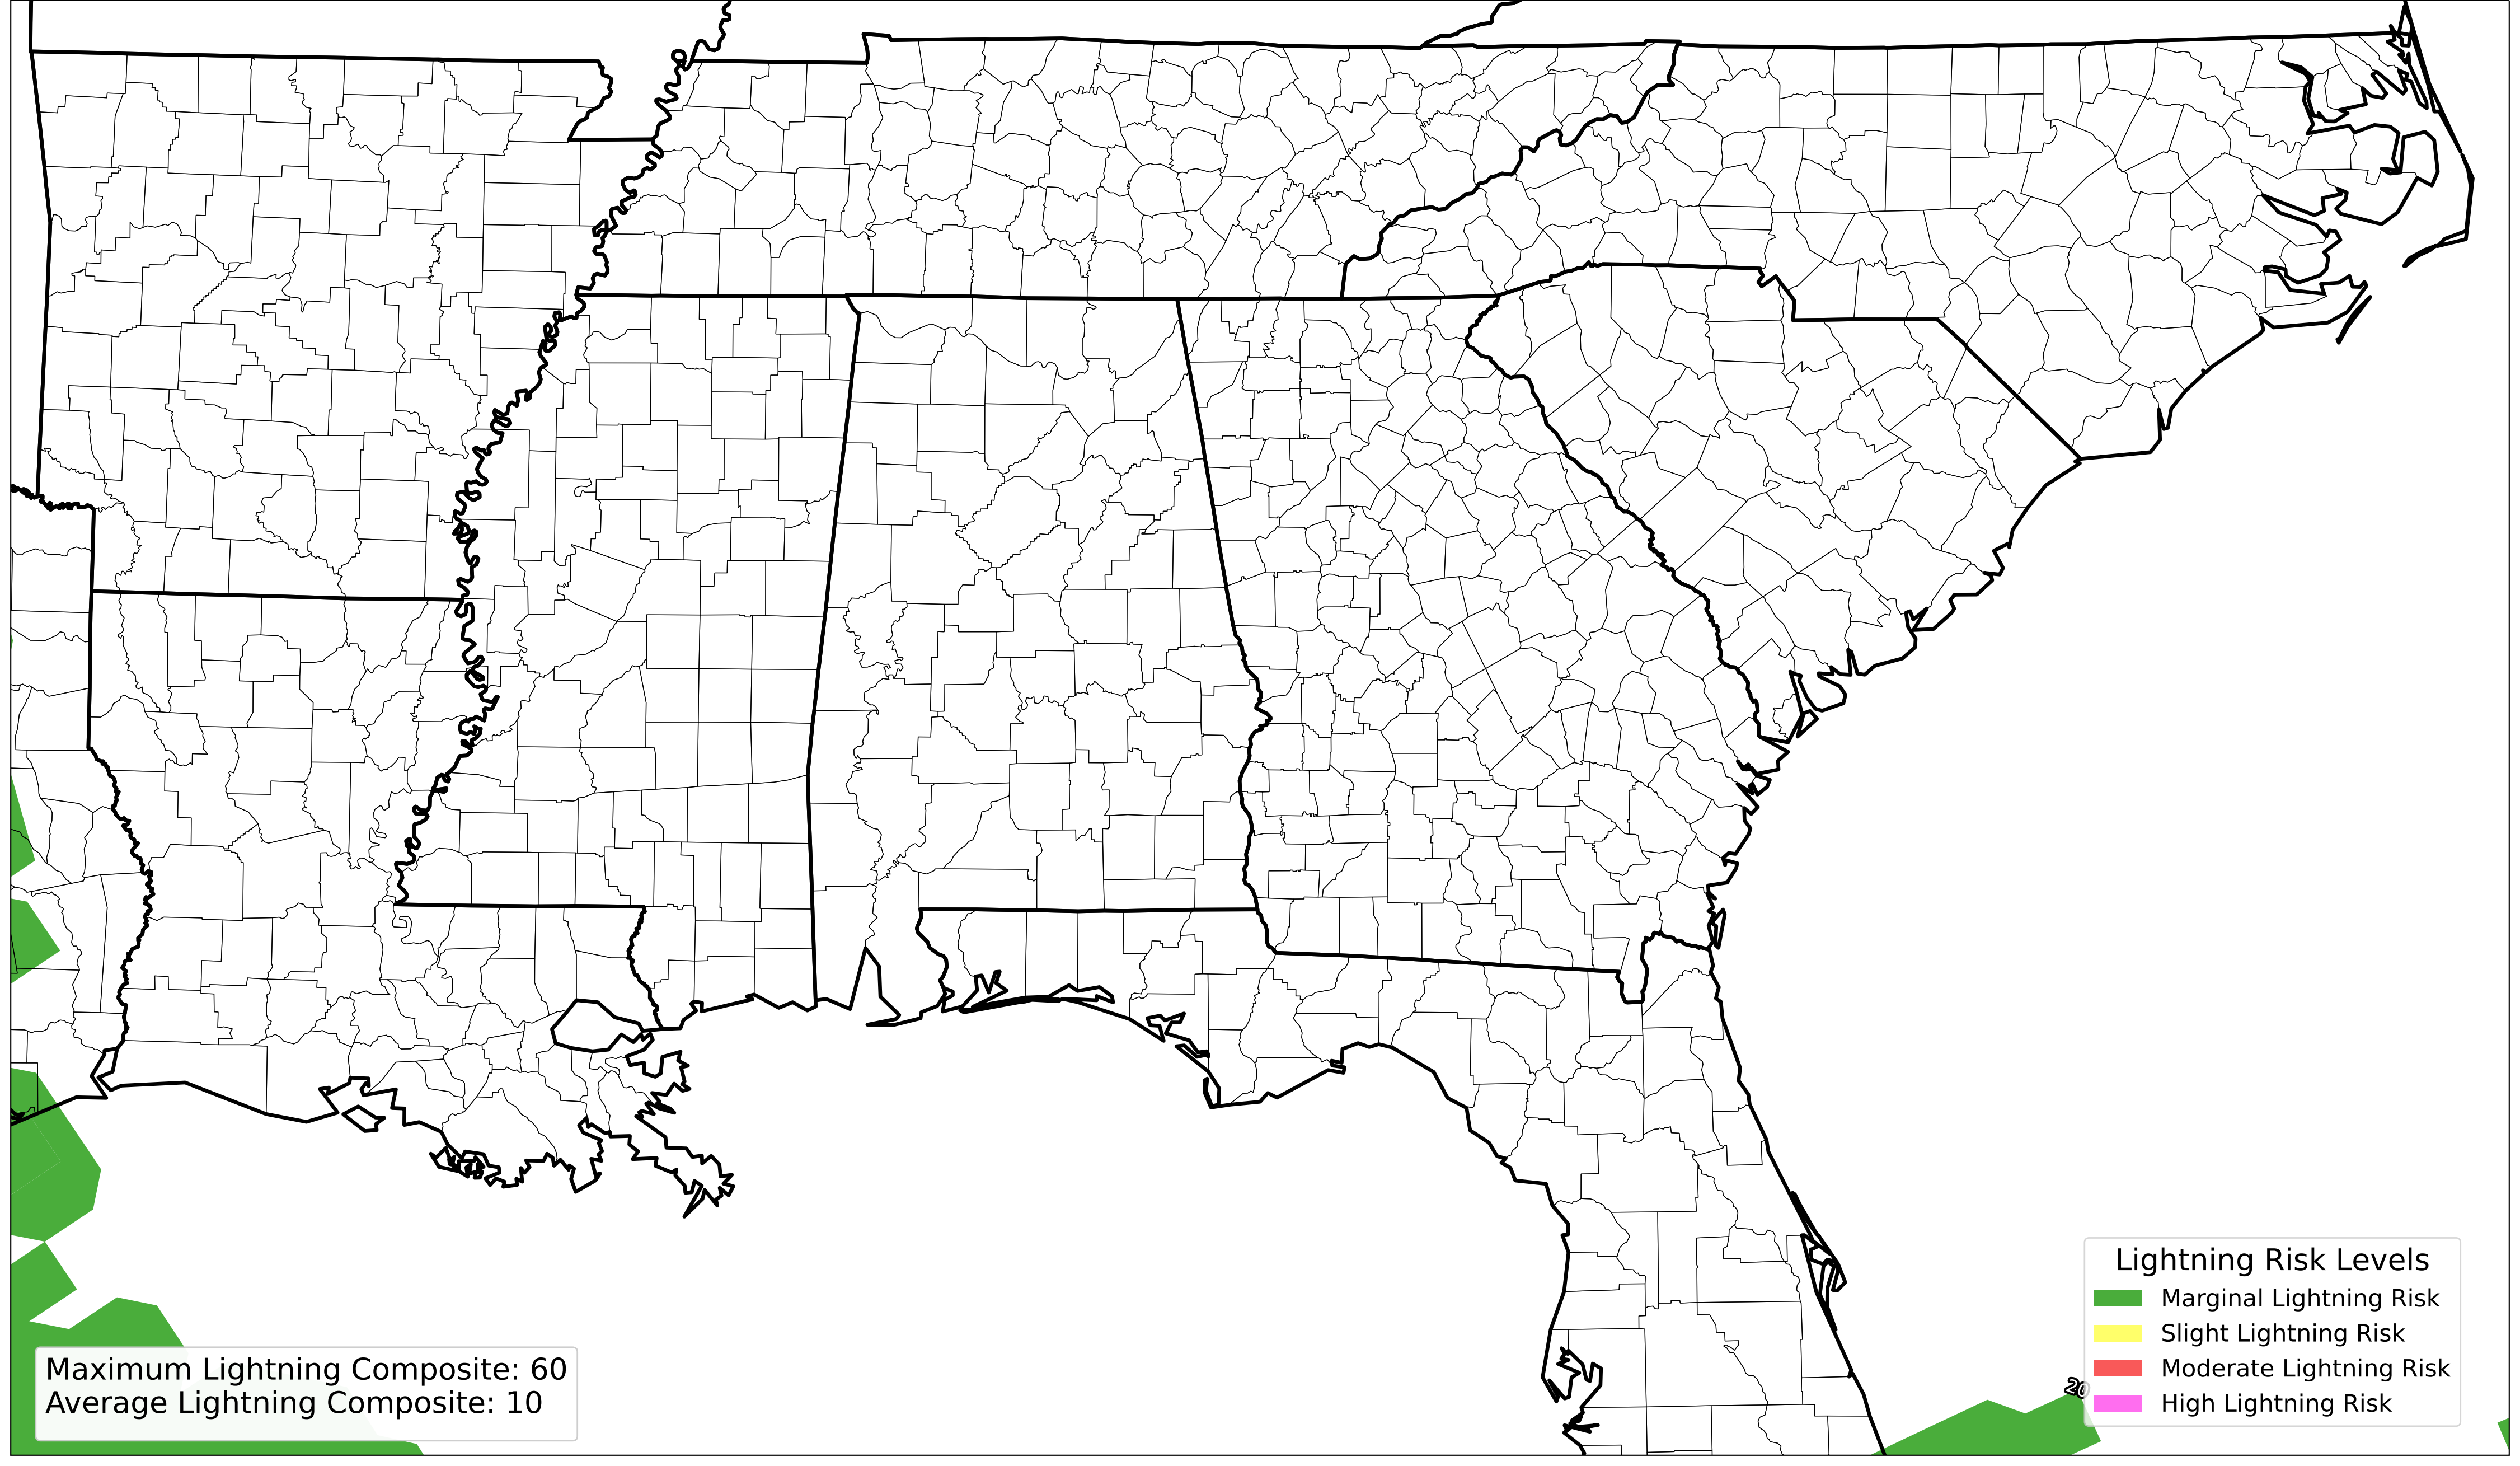 20
Lightning Risk Levels
Marginal Lightning Risk
Slight Lightning Risk
Moderate Lightning Risk
High Lightning Risk
Maximum Lightning Composite: 60
Average Lightning Composite: 10